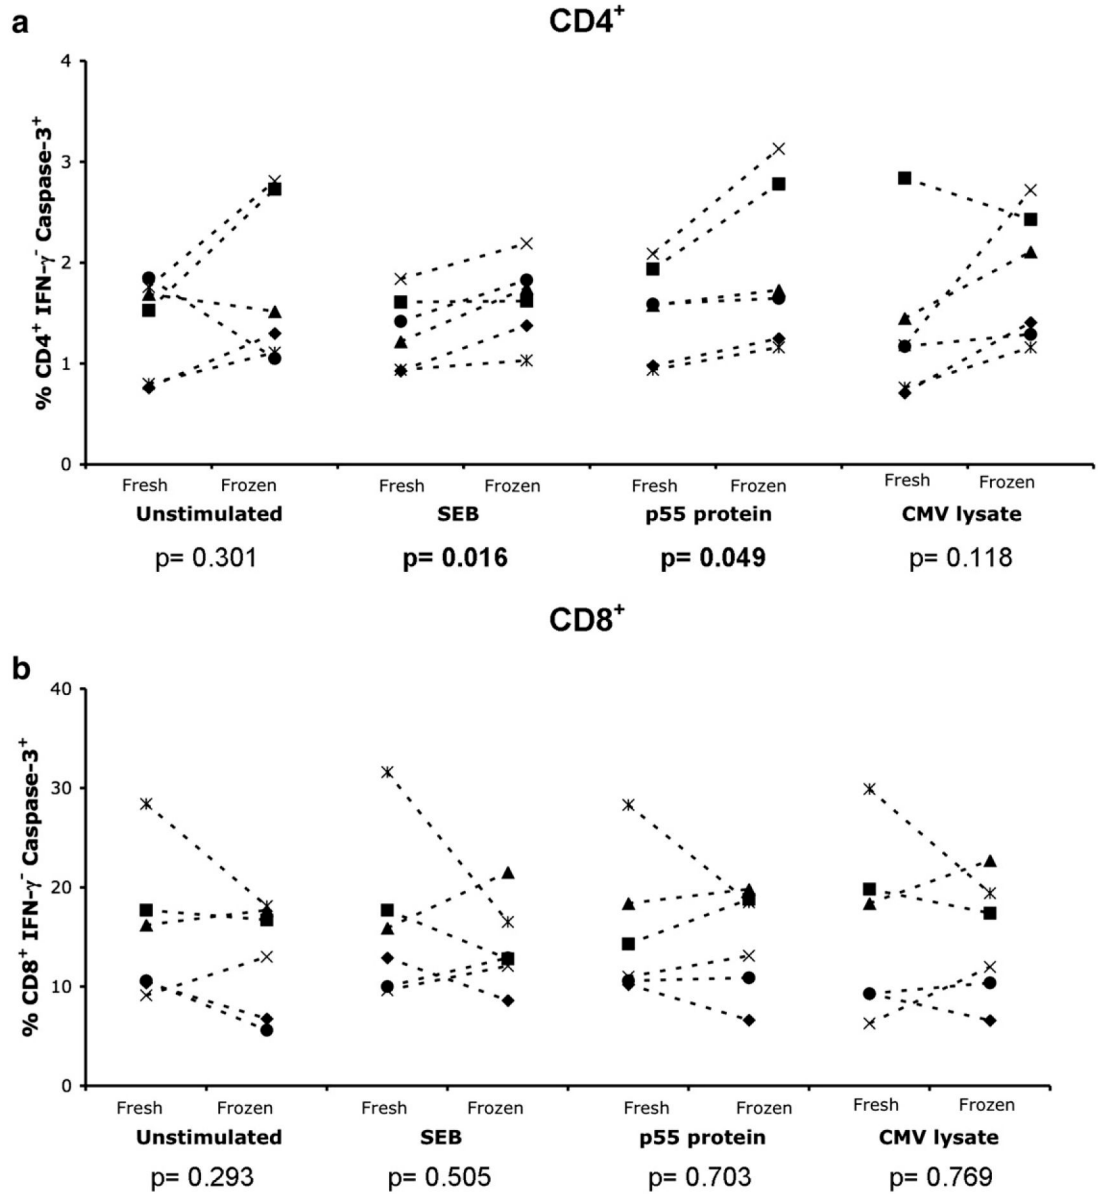 a
CD4⁺
% CD4⁺ IFN-γ⁻ Caspase-3⁺
4
3
2
1
0
Fresh Frozen Fresh Frozen Fresh Frozen Fresh Frozen
Unstimulated SEB p55 protein CMV lysate
p= 0.301 p= 0.016 p= 0.049 p= 0.118
CD8⁺
b
% CD8⁺ IFN-γ⁻ Caspase-3⁺
40
30
20
10
0
Fresh Frozen Fresh Frozen Fresh Frozen Fresh Frozen
Unstimulated SEB p55 protein CMV lysate
p= 0.293 p= 0.505 p= 0.703 p= 0.769